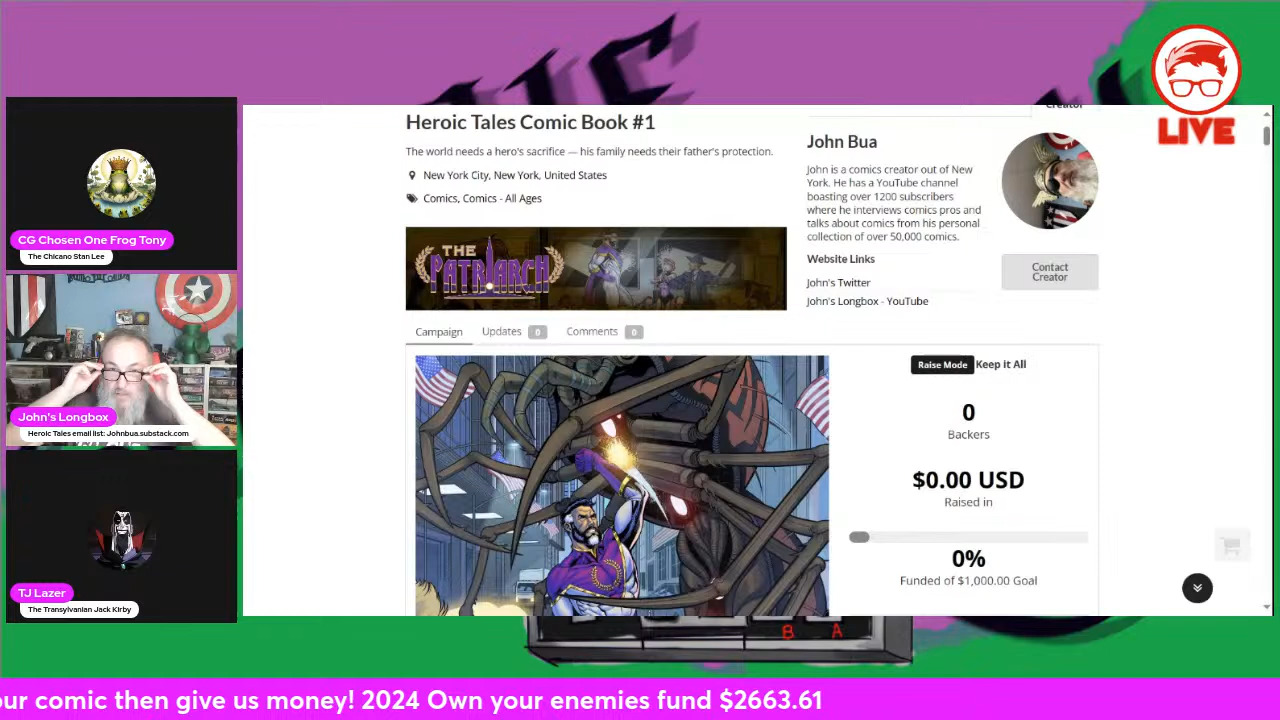 LIVE
CG Chosen One Frog Tony
The Chicano Stan Lee
John's Longbox
Heroic Tales email list: Johnbua.substack.com
TJ Lazer
The Transylvanian Jack Kirby
Heroic Tales Comic Book #1
The world needs a hero's sacrifice — his family needs their father's protection.
New York City, New York, United States
Comics, Comics - All Ages
THE
PATRIARCH
Campaign
Updates 0
Comments 0
Creator
John Bua
John is a comics creator out of New
York. He has a YouTube channel
boasting over 1200 subscribers
where he interviews comics pros and
talks about comics from his personal
collection of over 50,000 comics.
Website Links
John's Twitter
John's Longbox - YouTube
Contact
Creator
Raise Mode Keep it All
0
Backers
$0.00 USD
Raised in
0%
Funded of $1,000.00 Goal
B A
our comic then give us money! 2024 Own your enemies fund $2663.61